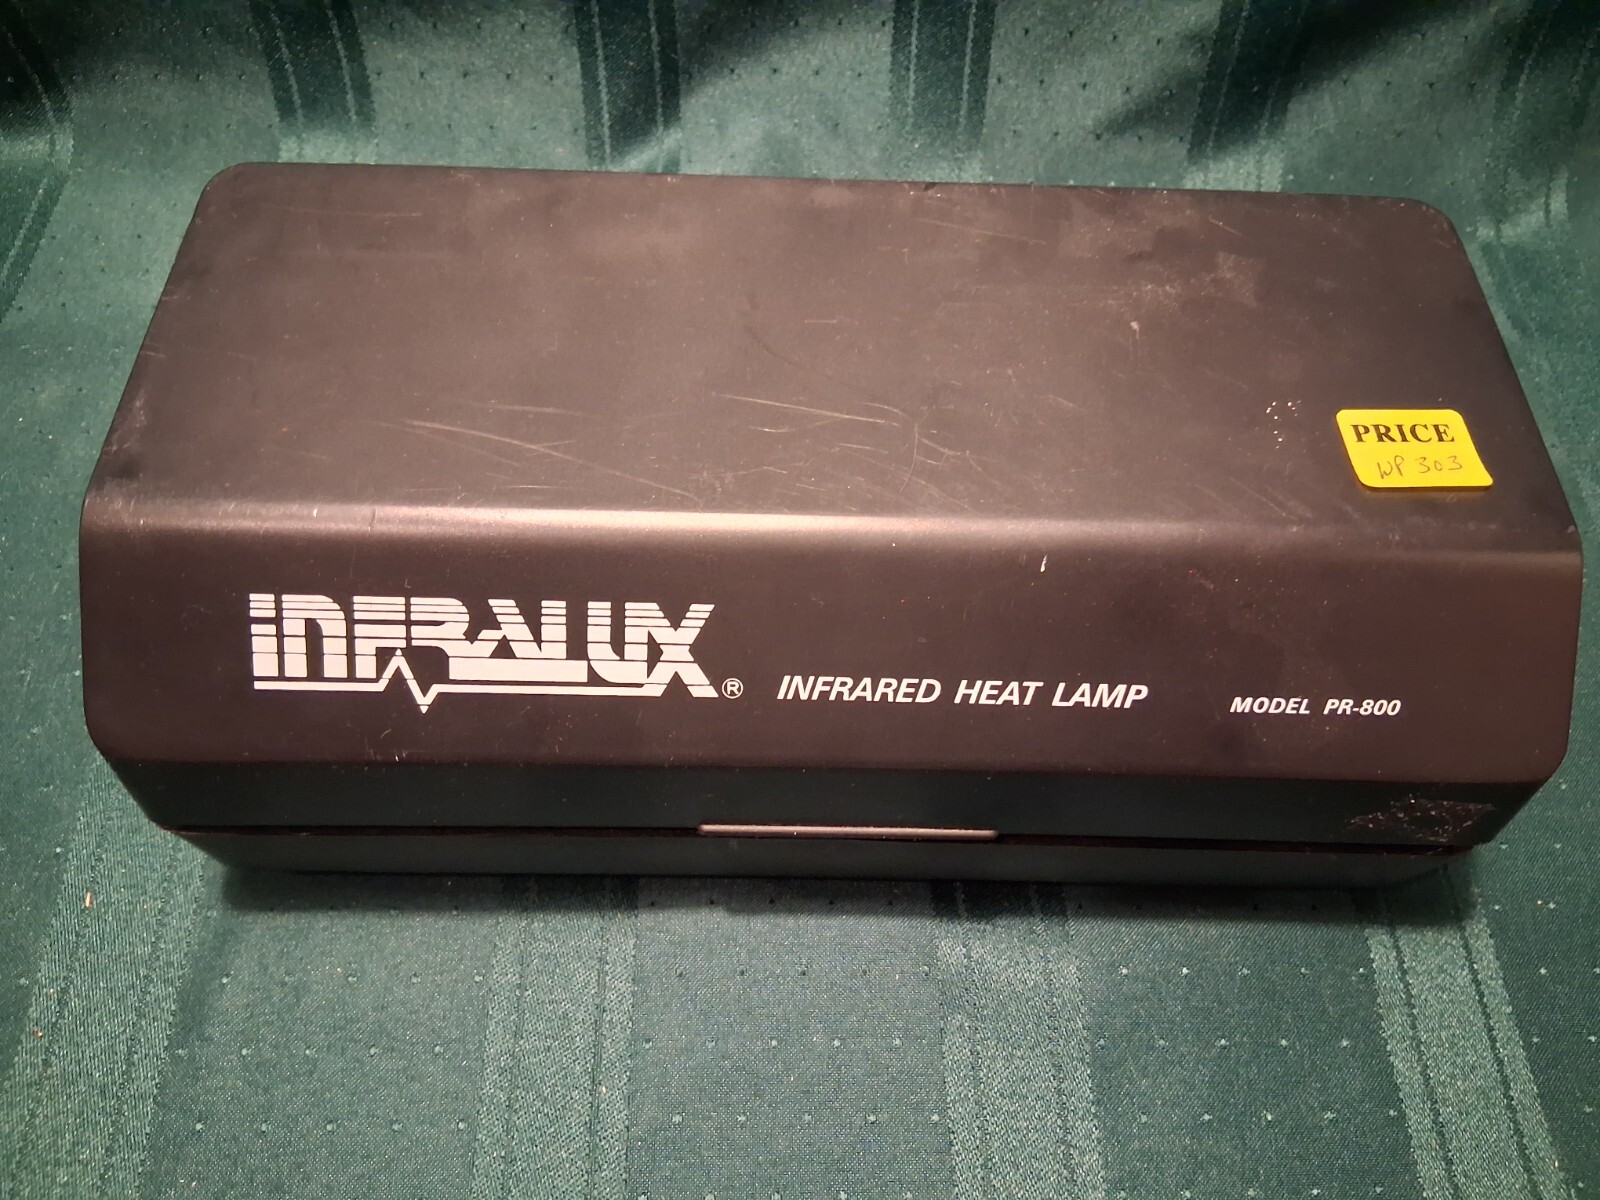 PRICE
WP 303
INFRALUX® INFRARED HEAT LAMP MODEL PR-800